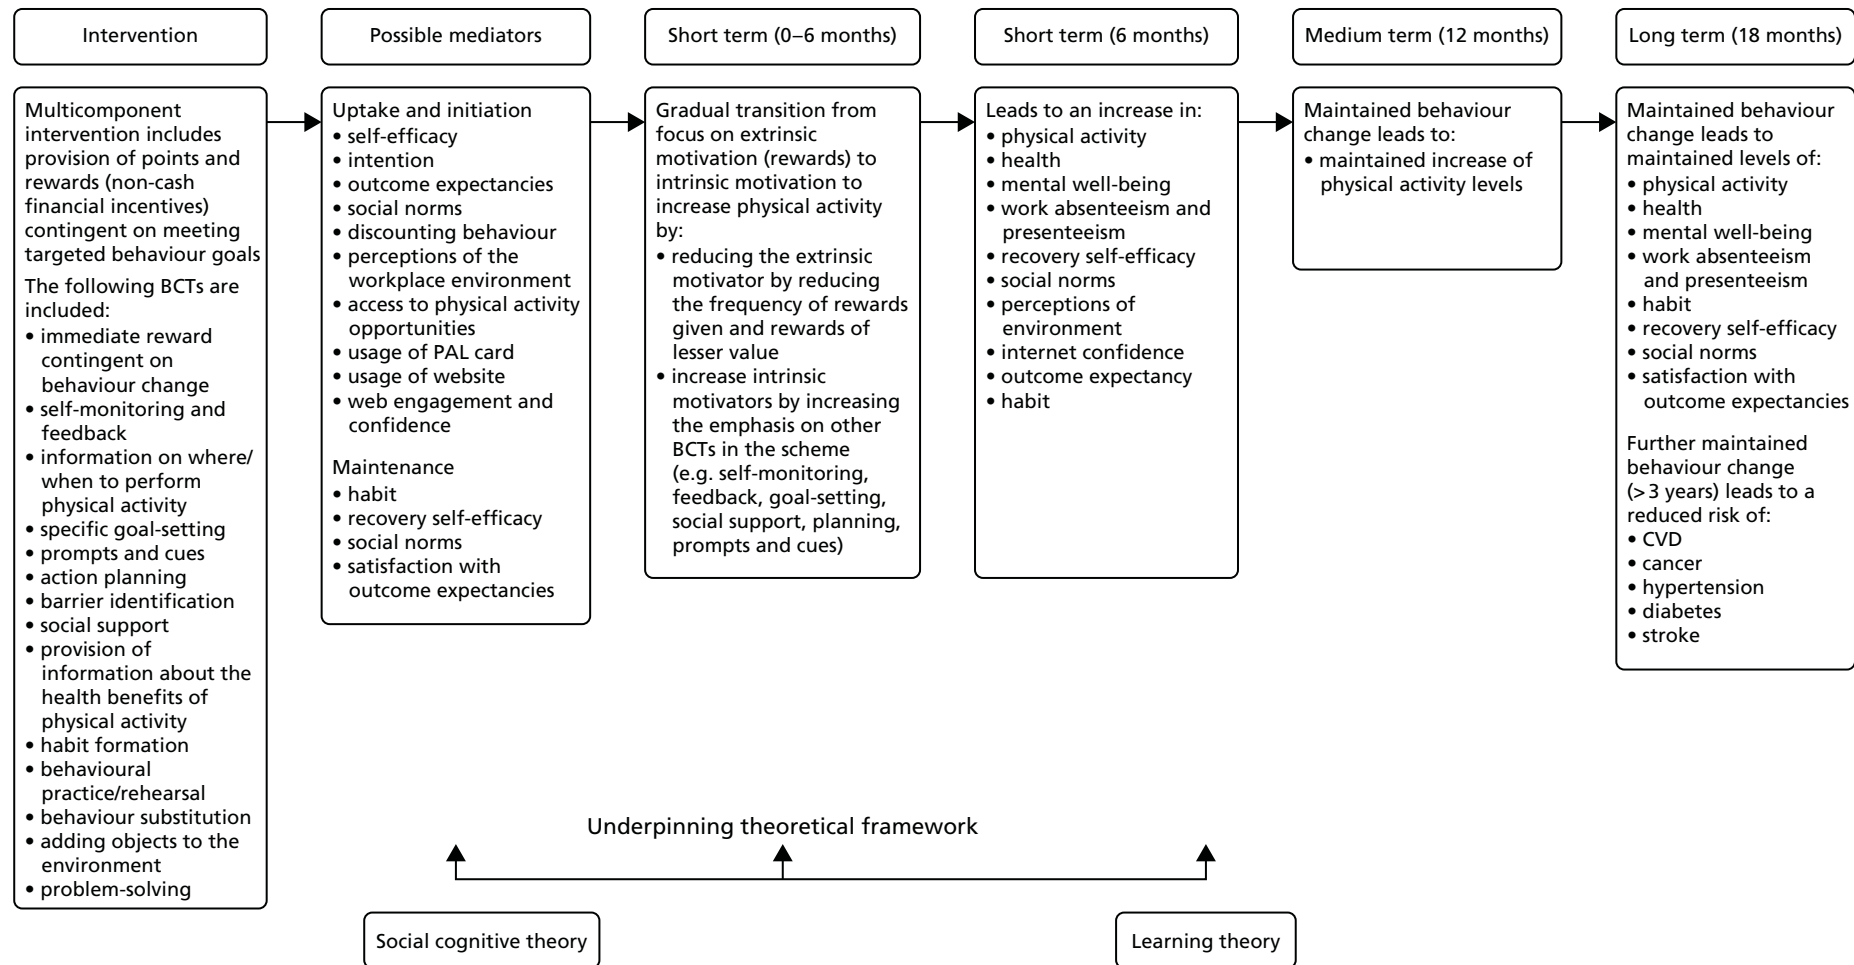 Intervention
Possible mediators
Short term (0–6 months)
Short term (6 months)
Medium term (12 months)
Long term (18 months)
Multicomponent
intervention includes
provision of points and
rewards (non-cash
financial incentives)
contingent on meeting
targeted behaviour goals
The following BCTs are
included:
• immediate reward
contingent on
behaviour change
• self-monitoring and
feedback
• information on where/
when to perform
physical activity
• specific goal-setting
• prompts and cues
• action planning
• barrier identification
• social support
• provision of
information about the
health benefits of
physical activity
• habit formation
• behavioural
practice/rehearsal
• behaviour substitution
• adding objects to the
environment
• problem-solving
Uptake and initiation
• self-efficacy
• intention
• outcome expectancies
• social norms
• discounting behaviour
• perceptions of the
workplace environment
• access to physical activity
opportunities
• usage of PAL card
• usage of website
• web engagement and
confidence
Maintenance
• habit
• recovery self-efficacy
• social norms
• satisfaction with
outcome expectancies
Gradual transition from
focus on extrinsic
motivation (rewards) to
intrinsic motivation to
increase physical activity
by:
• reducing the extrinsic
motivator by reducing
the frequency of rewards
given and rewards of
lesser value
• increase intrinsic
motivators by increasing
the emphasis on other
BCTs in the scheme
(e.g. self-monitoring,
feedback, goal-setting,
social support, planning,
prompts and cues)
Leads to an increase in:
• physical activity
• health
• mental well-being
• work absenteeism and
presenteeism
• recovery self-efficacy
• social norms
• perceptions of
environment
• internet confidence
• outcome expectancy
• habit
Maintained behaviour
change leads to:
• maintained increase of
physical activity levels
Maintained behaviour
change leads to
maintained levels of:
• physical activity
• health
• mental well-being
• work absenteeism
and presenteeism
• habit
• recovery self-efficacy
• social norms
• satisfaction with
outcome expectancies
Further maintained
behaviour change
(> 3 years) leads to a
reduced risk of:
• CVD
• cancer
• hypertension
• diabetes
• stroke
Underpinning theoretical framework
Social cognitive theory
Learning theory